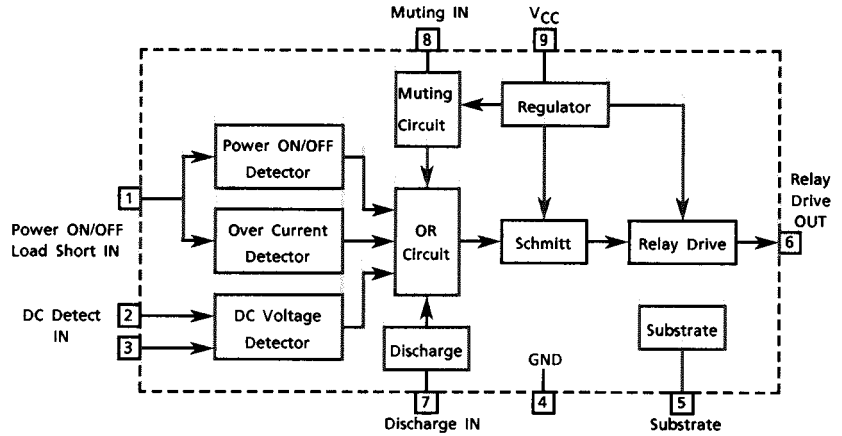 Muting IN
VCC
8
9
Muting
Circuit
Regulator
Power ON/OFF
Detector
1
Power ON/OFF
Load Short IN
Over Current
Detector
OR
Circuit
Schmitt
Relay Drive
Relay
Drive
OUT
6
DC Detect
IN
2
3
DC Voltage
Detector
Discharge
Substrate
GND
7
4
5
Discharge IN
Substrate